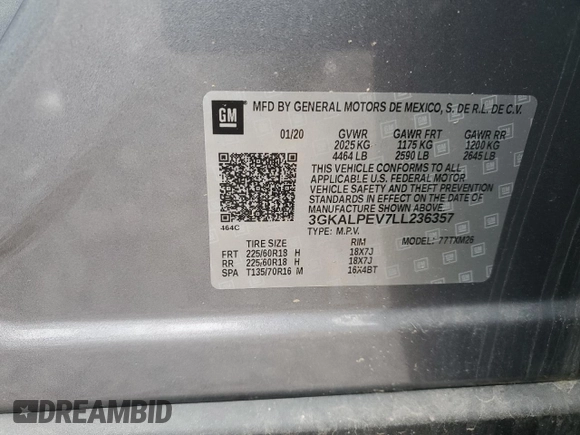 GM
MFD BY GENERAL MOTORS DE MEXICO, S. DE R.L. DE C.V.
01/20 GVWR GAWR FRT GAWR RR
2025 KG 1175 KG 1200 KG
4464 LB 2590 LB 2645 LB
THIS VEHICLE CONFORMS TO ALL
APPLICABLE U.S. FEDERAL MOTOR
VEHICLE SAFETY AND THEFT PREVENTION
STANDARDS IN EFFECT ON THE DATE OF
MANUFACTURE SHOWN ABOVE.
3GKALPEV7LL236357
464C
TYPE: M.P.V. MODEL: 77TXM26
TIRE SIZE RIM
FRT 225/60R18 H 18X7J
RR 225/60R18 H 18X7J
SPA T135/70R16 M 16X4BT
DREAMBID